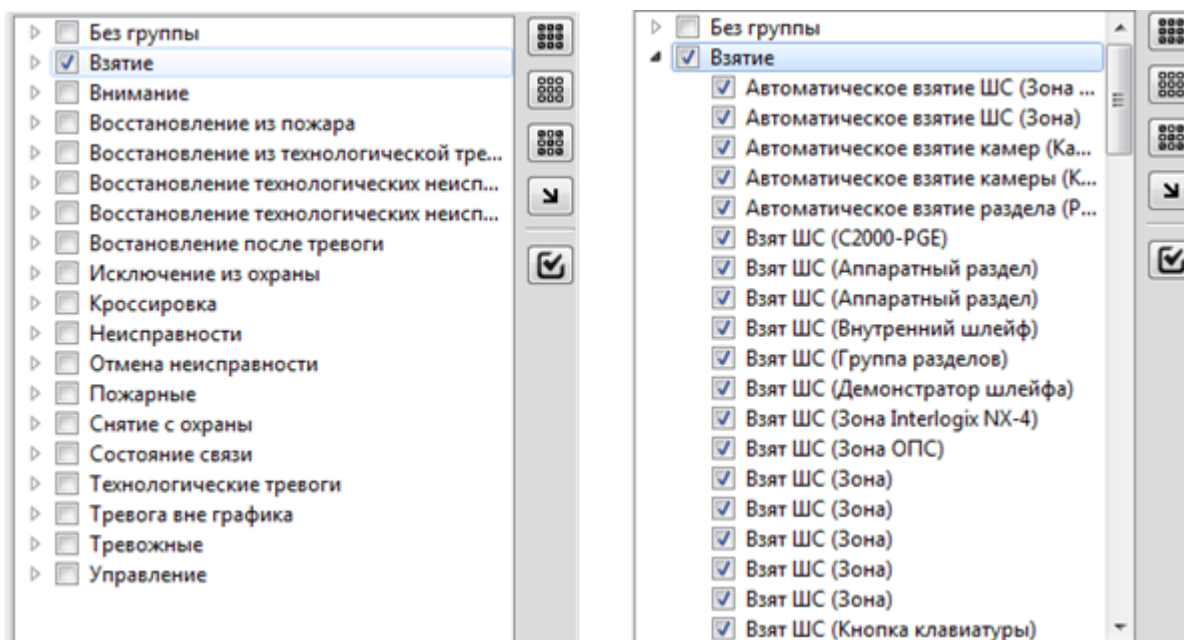 Без группы
Взятие
Внимание
Восстановление из пожара
Восстановление из технологической тре...
Восстановление технологических неисп...
Восстановление технологических неисп...
Востановление после тревоги
Исключение из охраны
Кроссировка
Неисправности
Отмена неисправности
Пожарные
Снятие с охраны
Состояние связи
Технологические тревоги
Тревога вне графика
Тревожные
Управление
Без группы
Взятие
Автоматическое взятие ШС (Зона ...
Автоматическое взятие ШС (Зона)
Автоматическое взятие камер (Ка...
Автоматическое взятие камеры (К...
Автоматическое взятие раздела (Р...
Взят ШС (С2000-PGE)
Взят ШС (Аппаратный раздел)
Взят ШС (Аппаратный раздел)
Взят ШС (Внутренний шлейф)
Взят ШС (Группа разделов)
Взят ШС (Демонстратор шлейфа)
Взят ШС (Зона Interlogix NX-4)
Взят ШС (Зона ОПС)
Взят ШС (Зона)
Взят ШС (Зона)
Взят ШС (Зона)
Взят ШС (Зона)
Взят ШС (Зона)
Взят ШС (Кнопка клавиатуры)